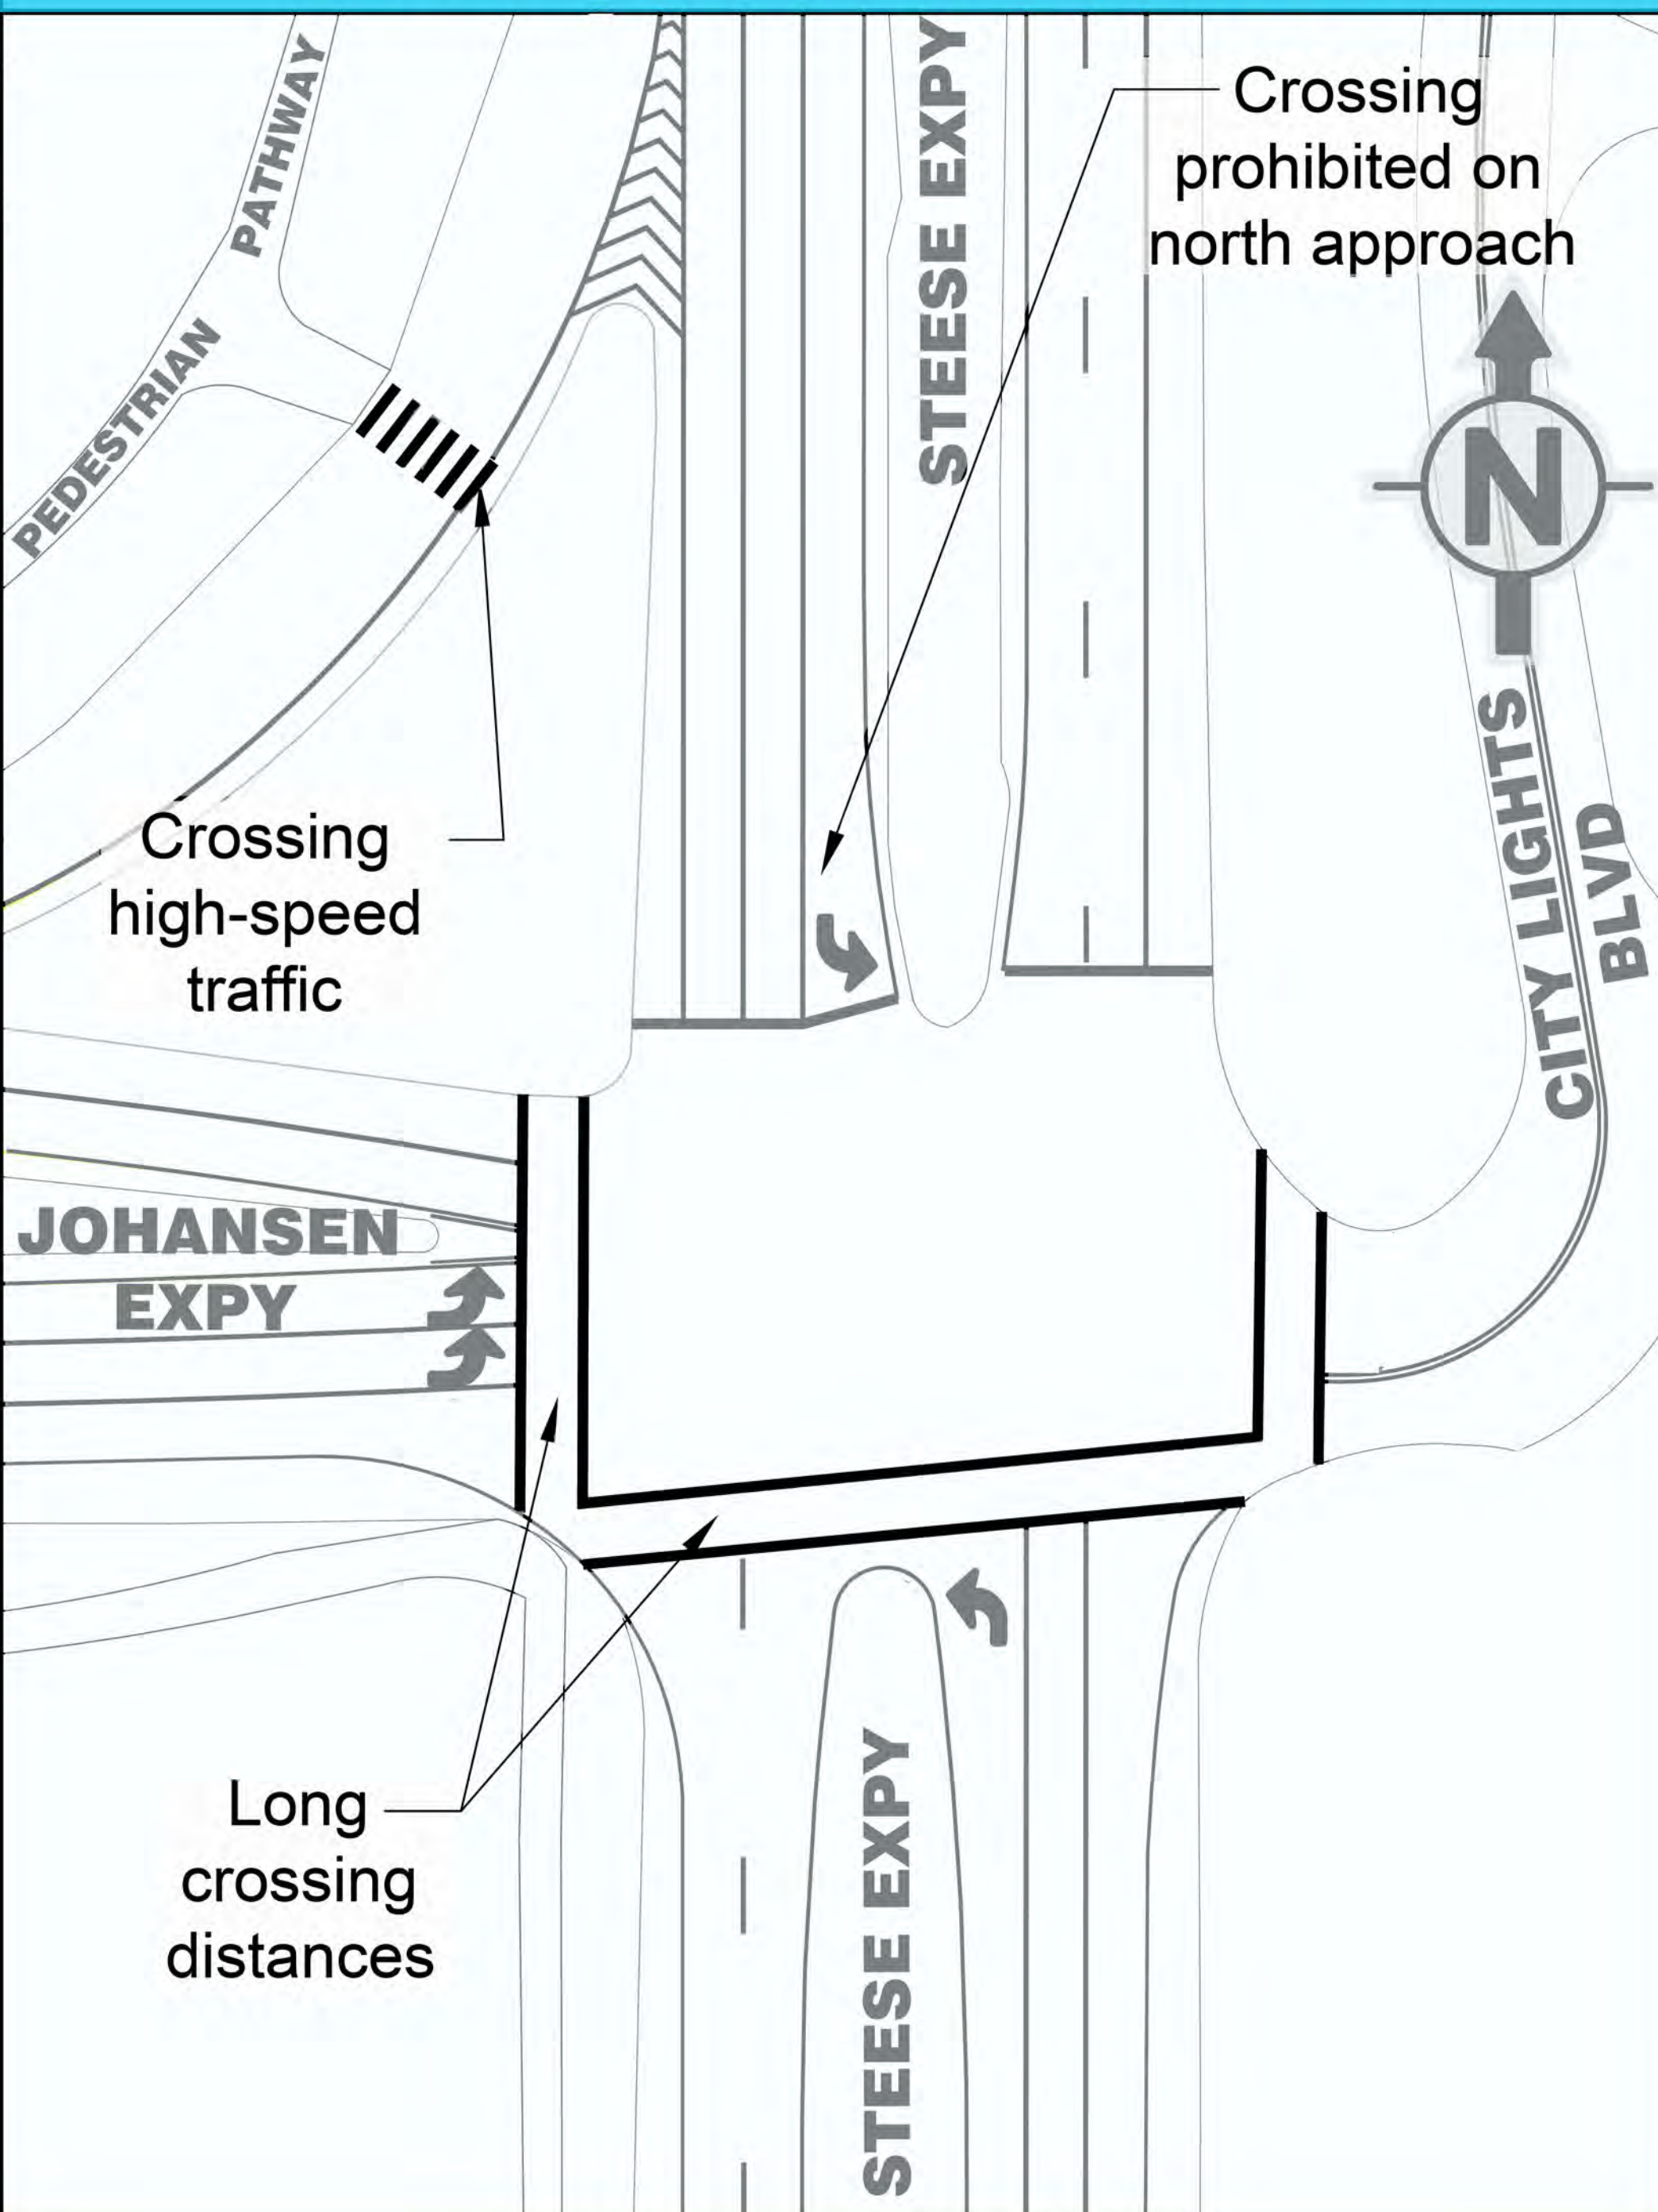 PEDESTRIAN PATHWAY
STEESE EXPY
Crossing
prohibited on
north approach
N
Crossing
high-speed
traffic
CITY LIGHTS
BLVD
JOHANSEN
EXPY
Long
crossing
distances
STEESE EXPY